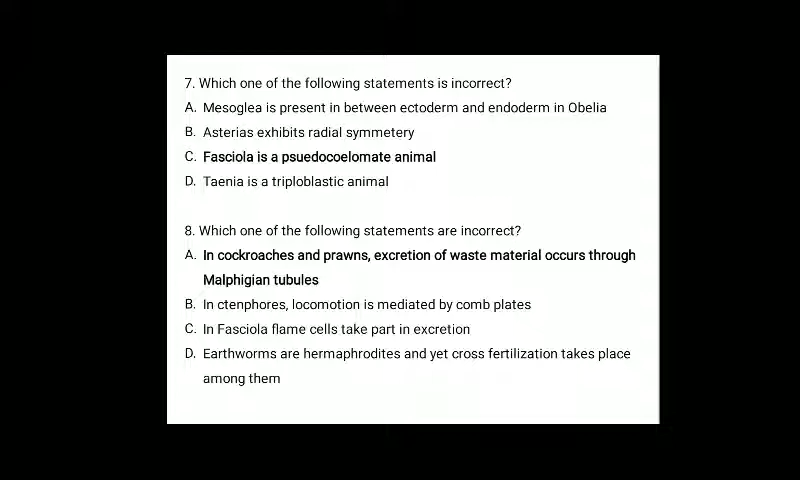 7. Which one of the following statements is incorrect?
A. Mesoglea is present in between ectoderm and endoderm in Obelia
B. Asterias exhibits radial symmetery
C. Fasciola is a psuedocoelomate animal
D. Taenia is a triploblastic animal
8. Which one of the following statements are incorrect?
A. In cockroaches and prawns, excretion of waste material occurs through
Malphigian tubules
B. In ctenphores, locomotion is mediated by comb plates
C. In Fasciola flame cells take part in excretion
D. Earthworms are hermaphrodites and yet cross fertilization takes place
among them